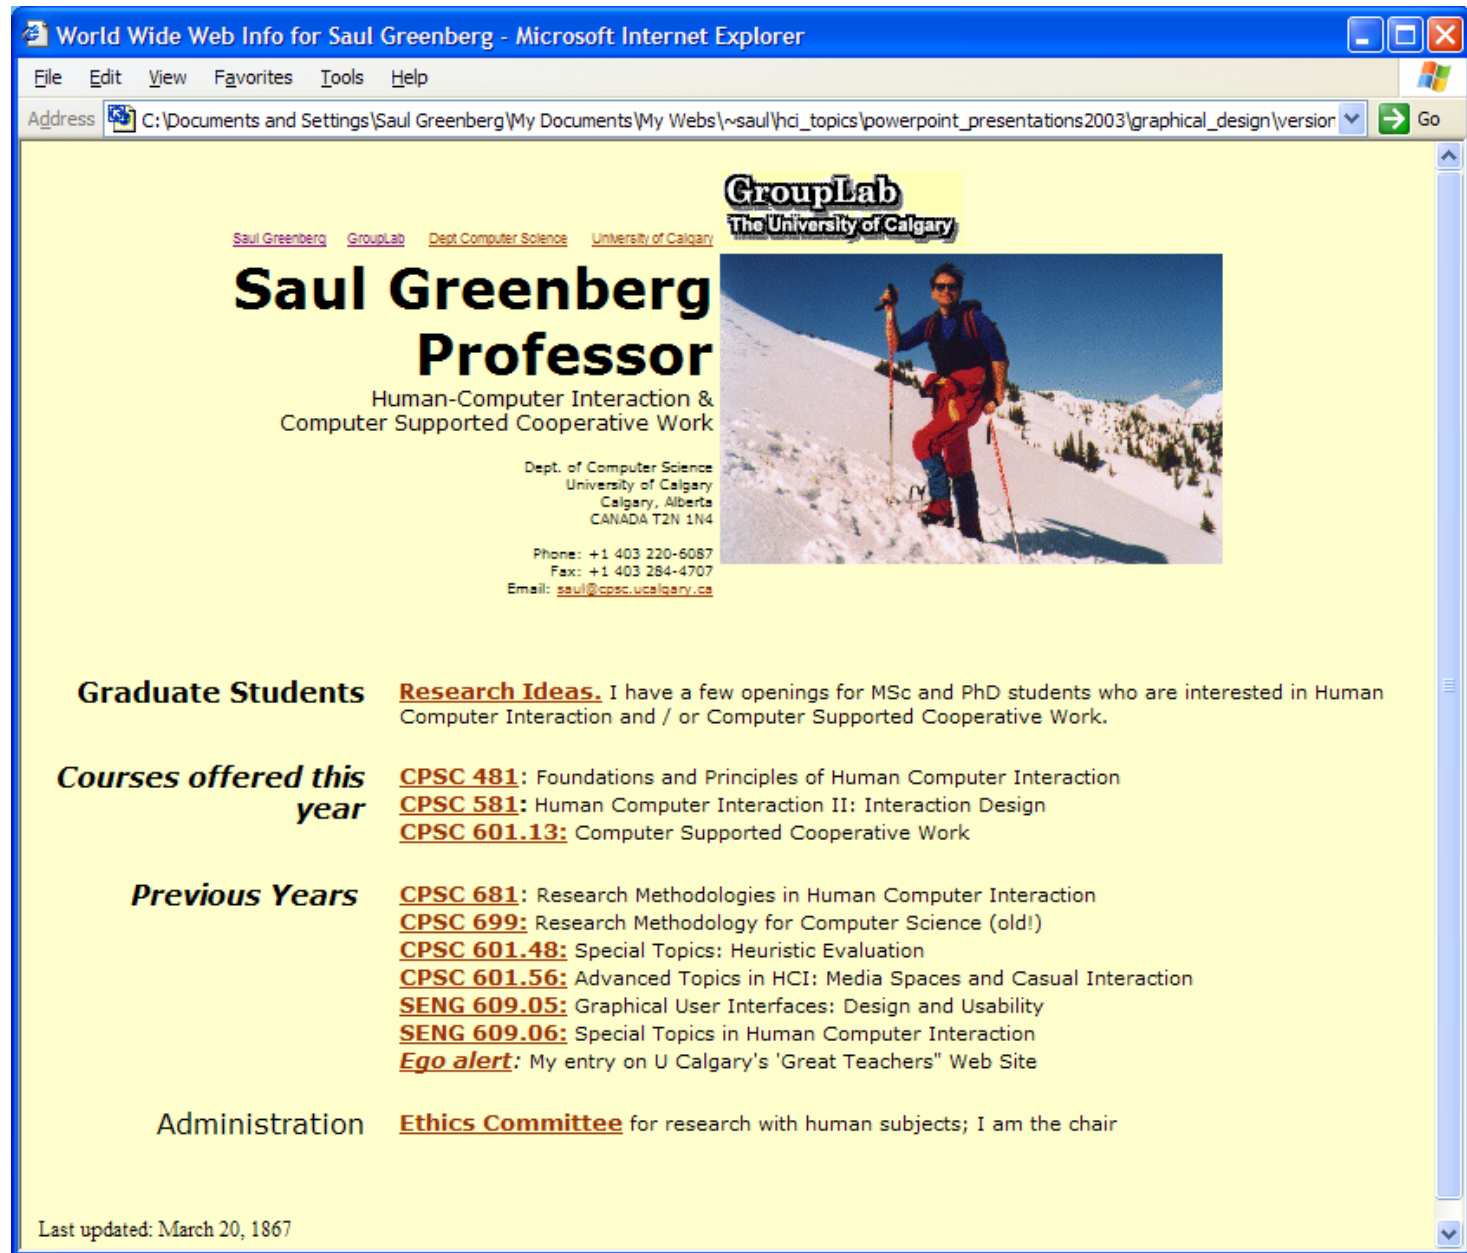 World Wide Web Info for Saul Greenberg - Microsoft Internet Explorer
File Edit View Favorites Tools Help
Address C:\Documents and Settings\Saul Greenberg\My Documents\My Webs\~saul\hci_topics\powerpoint_presentations2003\graphical_design\version Go
GroupLab
The University of Calgary
Saul Greenberg GroupLab Dept Computer Science University of Calgary
Saul Greenberg
Professor
Human-Computer Interaction &
Computer Supported Cooperative Work
Dept. of Computer Science
University of Calgary
Calgary, Alberta
CANADA T2N 1N4
Phone: +1 403 220-6087
Fax: +1 403 284-4707
Email: saul@cpsc.ucalgary.ca
Graduate Students Research Ideas. I have a few openings for MSc and PhD students who are interested in Human
Computer Interaction and / or Computer Supported Cooperative Work.
Courses offered this
year
CPSC 481: Foundations and Principles of Human Computer Interaction
CPSC 581: Human Computer Interaction II: Interaction Design
CPSC 601.13: Computer Supported Cooperative Work
Previous Years CPSC 681: Research Methodologies in Human Computer Interaction
CPSC 699: Research Methodology for Computer Science (old!)
CPSC 601.48: Special Topics: Heuristic Evaluation
CPSC 601.56: Advanced Topics in HCI: Media Spaces and Casual Interaction
SENG 609.05: Graphical User Interfaces: Design and Usability
SENG 609.06: Special Topics in Human Computer Interaction
Ego alert: My entry on U Calgary's 'Great Teachers" Web Site
Administration Ethics Committee for research with human subjects; I am the chair
Last updated: March 20, 1867